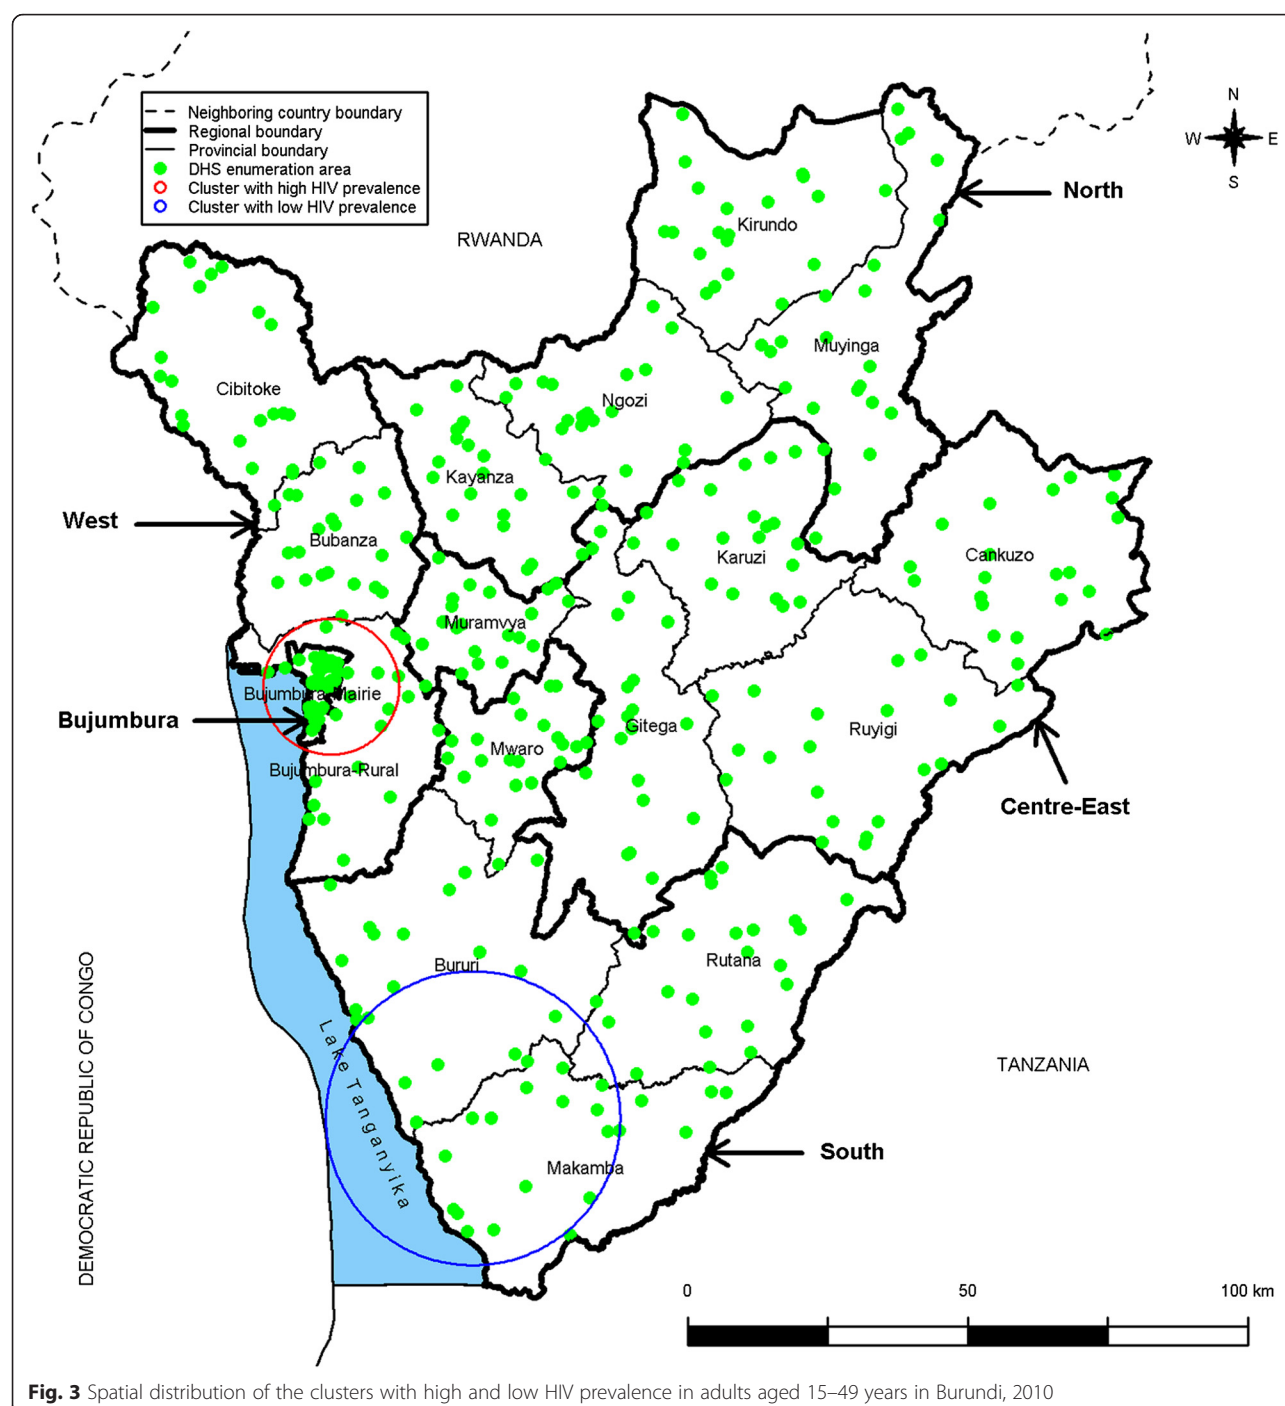 Neighboring country boundary
Regional boundary
Provincial boundary
DHS enumeration area
Cluster with high HIV prevalence
Cluster with low HIV prevalence
N
W
E
S
North
RWANDA
Kirundo
Muyinga
Cibitoke
Ngozi
Kayanza
West
Bubanza
Karuzi
Cankuzo
Muramvya
Bujumbura-Mairie
Bujumbura
Gitega
Ruyigi
Mwaro
Bujumbura-Rural
Centre-East
Bururi
Rutana
DEMOCRATIC REPUBLIC OF CONGO
Lake Tanganyika
TANZANIA
South
Makamba
0 50 100 km
Fig. 3 Spatial distribution of the clusters with high and low HIV prevalence in adults aged 15–49 years in Burundi, 2010